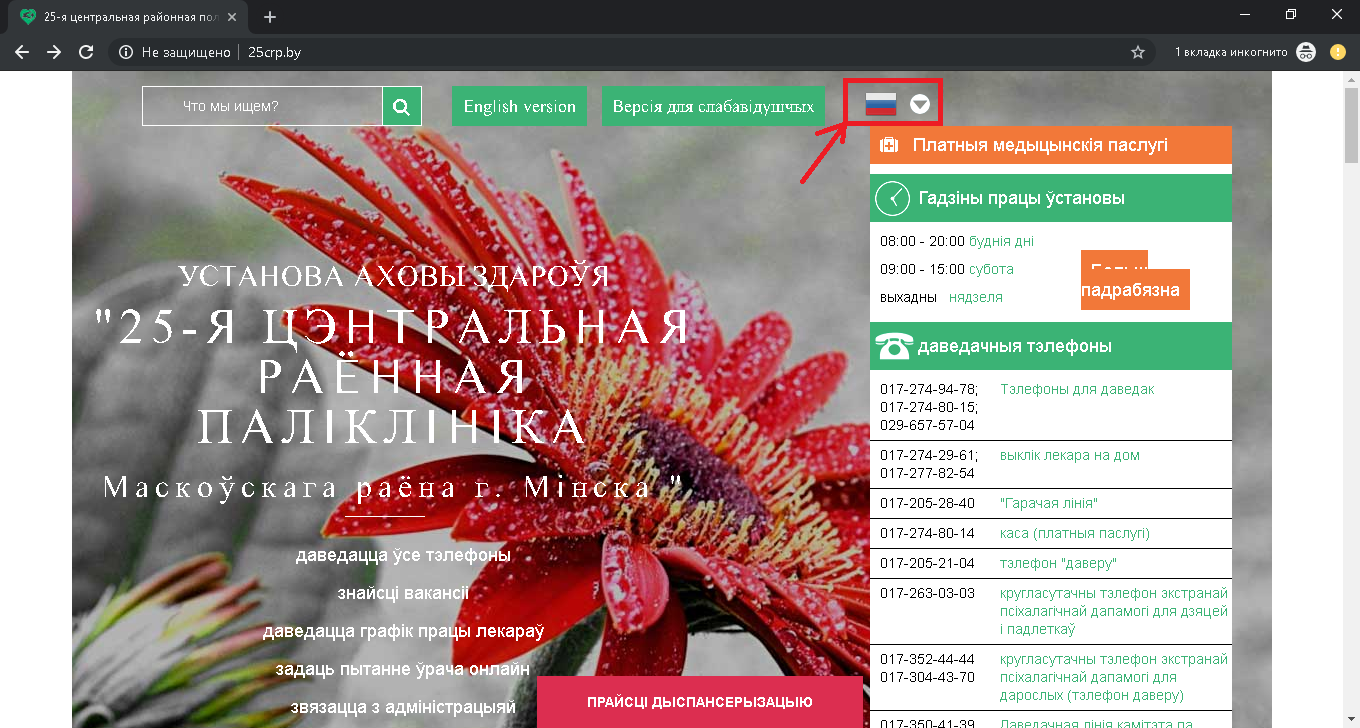 25-я центральная районная пол
Не защищено
25crp.by
1 вкладка инкогнито
Что мы ищем?
English version
Версія для слабавідушчых
Платныя медыцынскія паслугі
Гадзіны працы ўстановы
08:00 - 20:00 буднія дні
09:00 - 15:00 субота
выхадны нядзеля
падрабязна
УСТАНОВА АХОВЫ ЗДАРОЎЯ
"25-Я ЦЭНТРАЛЬНАЯ
РАЁННАЯ
ПАЛІКЛІНІКА
Маскоўскага раёна г. Мінска "
даведацца ўсе тэлефоны
знайсці вакансіі
даведацца графік працы лекараў
задаць пытанне ўрача онлайн
звязацца з адміністрацыяй
ПРАЙСЦІ ДЫСПАНСЕРЫЗАЦЫЮ
даведачныя тэлефоны
017-274-94-78; Тэлефоны для даведак
017-274-80-15;
029-657-57-04
017-274-29-61; выклік лекара на дом
017-277-82-54
017-205-28-40 "Гарачая лінія"
017-274-80-14 каса (платныя паслугі)
017-205-21-04 тэлефон "даверу"
017-263-03-03 кругласутачны тэлефон экстранай
псіхалагічнай дапамогі для дзяцей
і падлеткаў
017-352-44-44 кругласутачны тэлефон экстранай
017-304-43-70 псіхалагічнай дапамогі для
дарослых (тэлефон даверу)
017-350-41-39 Даведачная лінія камітэта па